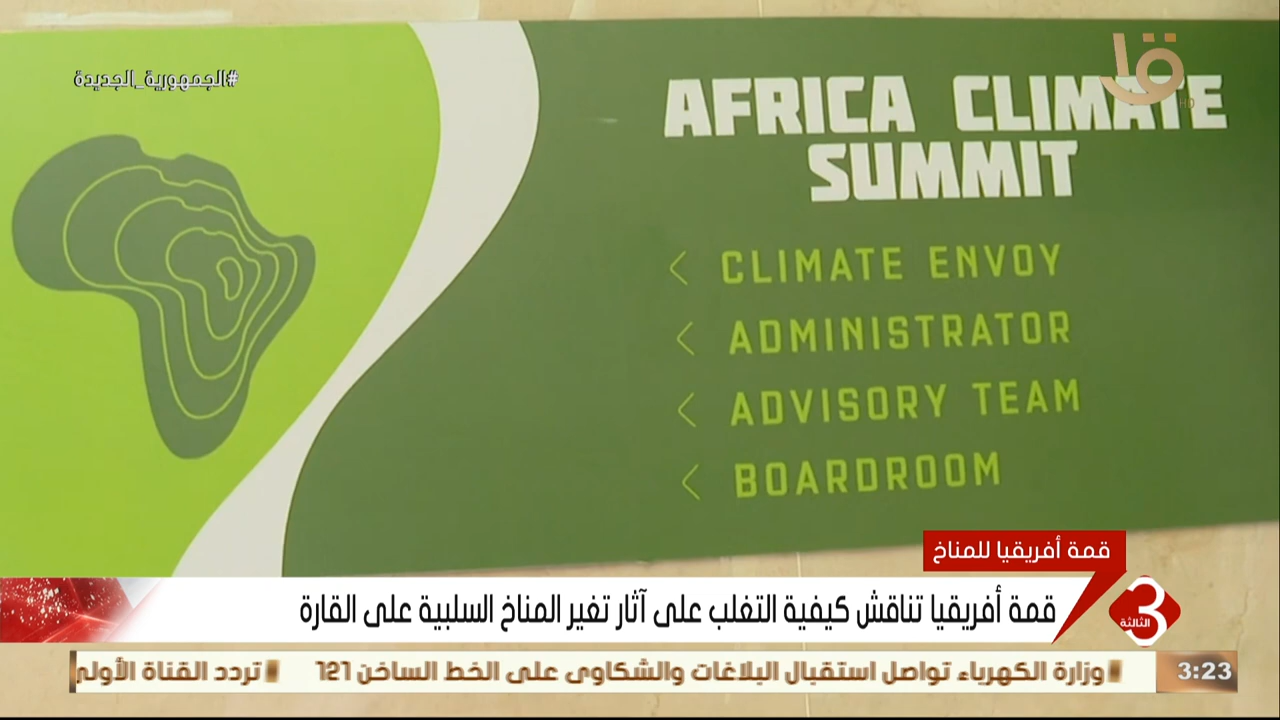 #الجمهورية_الجديدة
AFRICA CLIMATE
SUMMIT
< CLIMATE ENVOY
< ADMINISTRATOR
< ADVISORY TEAM
< BOARDROOM
قمة أفريقيا للمناخ
قمة أفريقيا تناقش كيفية التغلب على آثار تغير المناخ السلبية على القارة
3 الثالثة
وزارة الكهرباء تواصل استقبال البلاغات والشكاوى على الخط الساخن 121 تردد القناة الأولى
3:23
HD